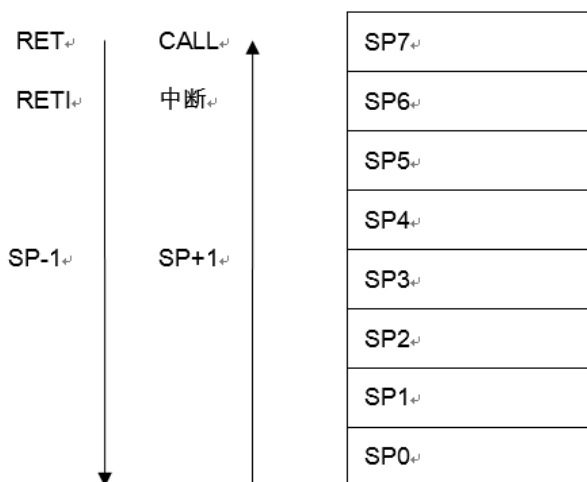 RET CALL SP7
RETI 中断 SP6
SP5
SP4
SP-1 SP+1
SP3
SP2
SP1
SP0